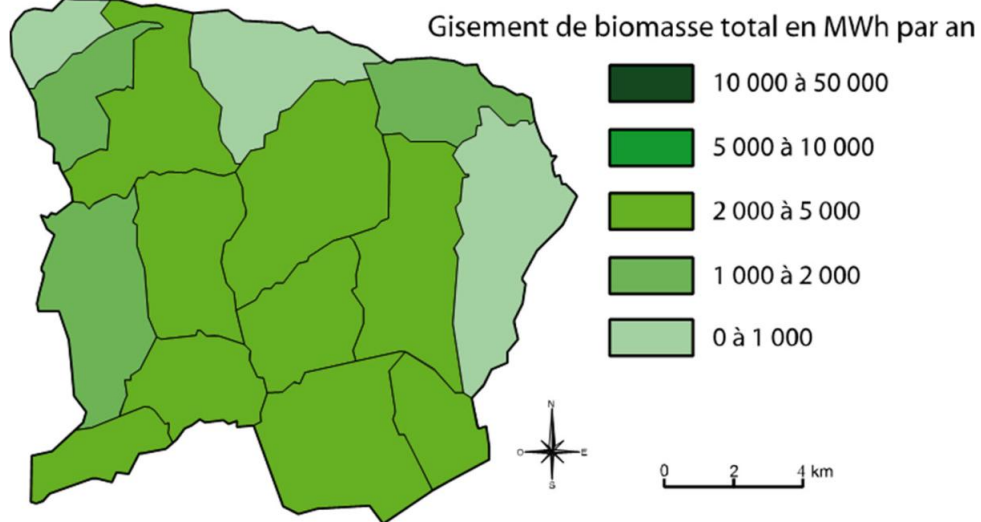 Gisement de biomasse total en MWh par an
10 000 à 50 000
5 000 à 10 000
2 000 à 5 000
1 000 à 2 000
0 à 1 000
N
O E
S
0 2 4 km